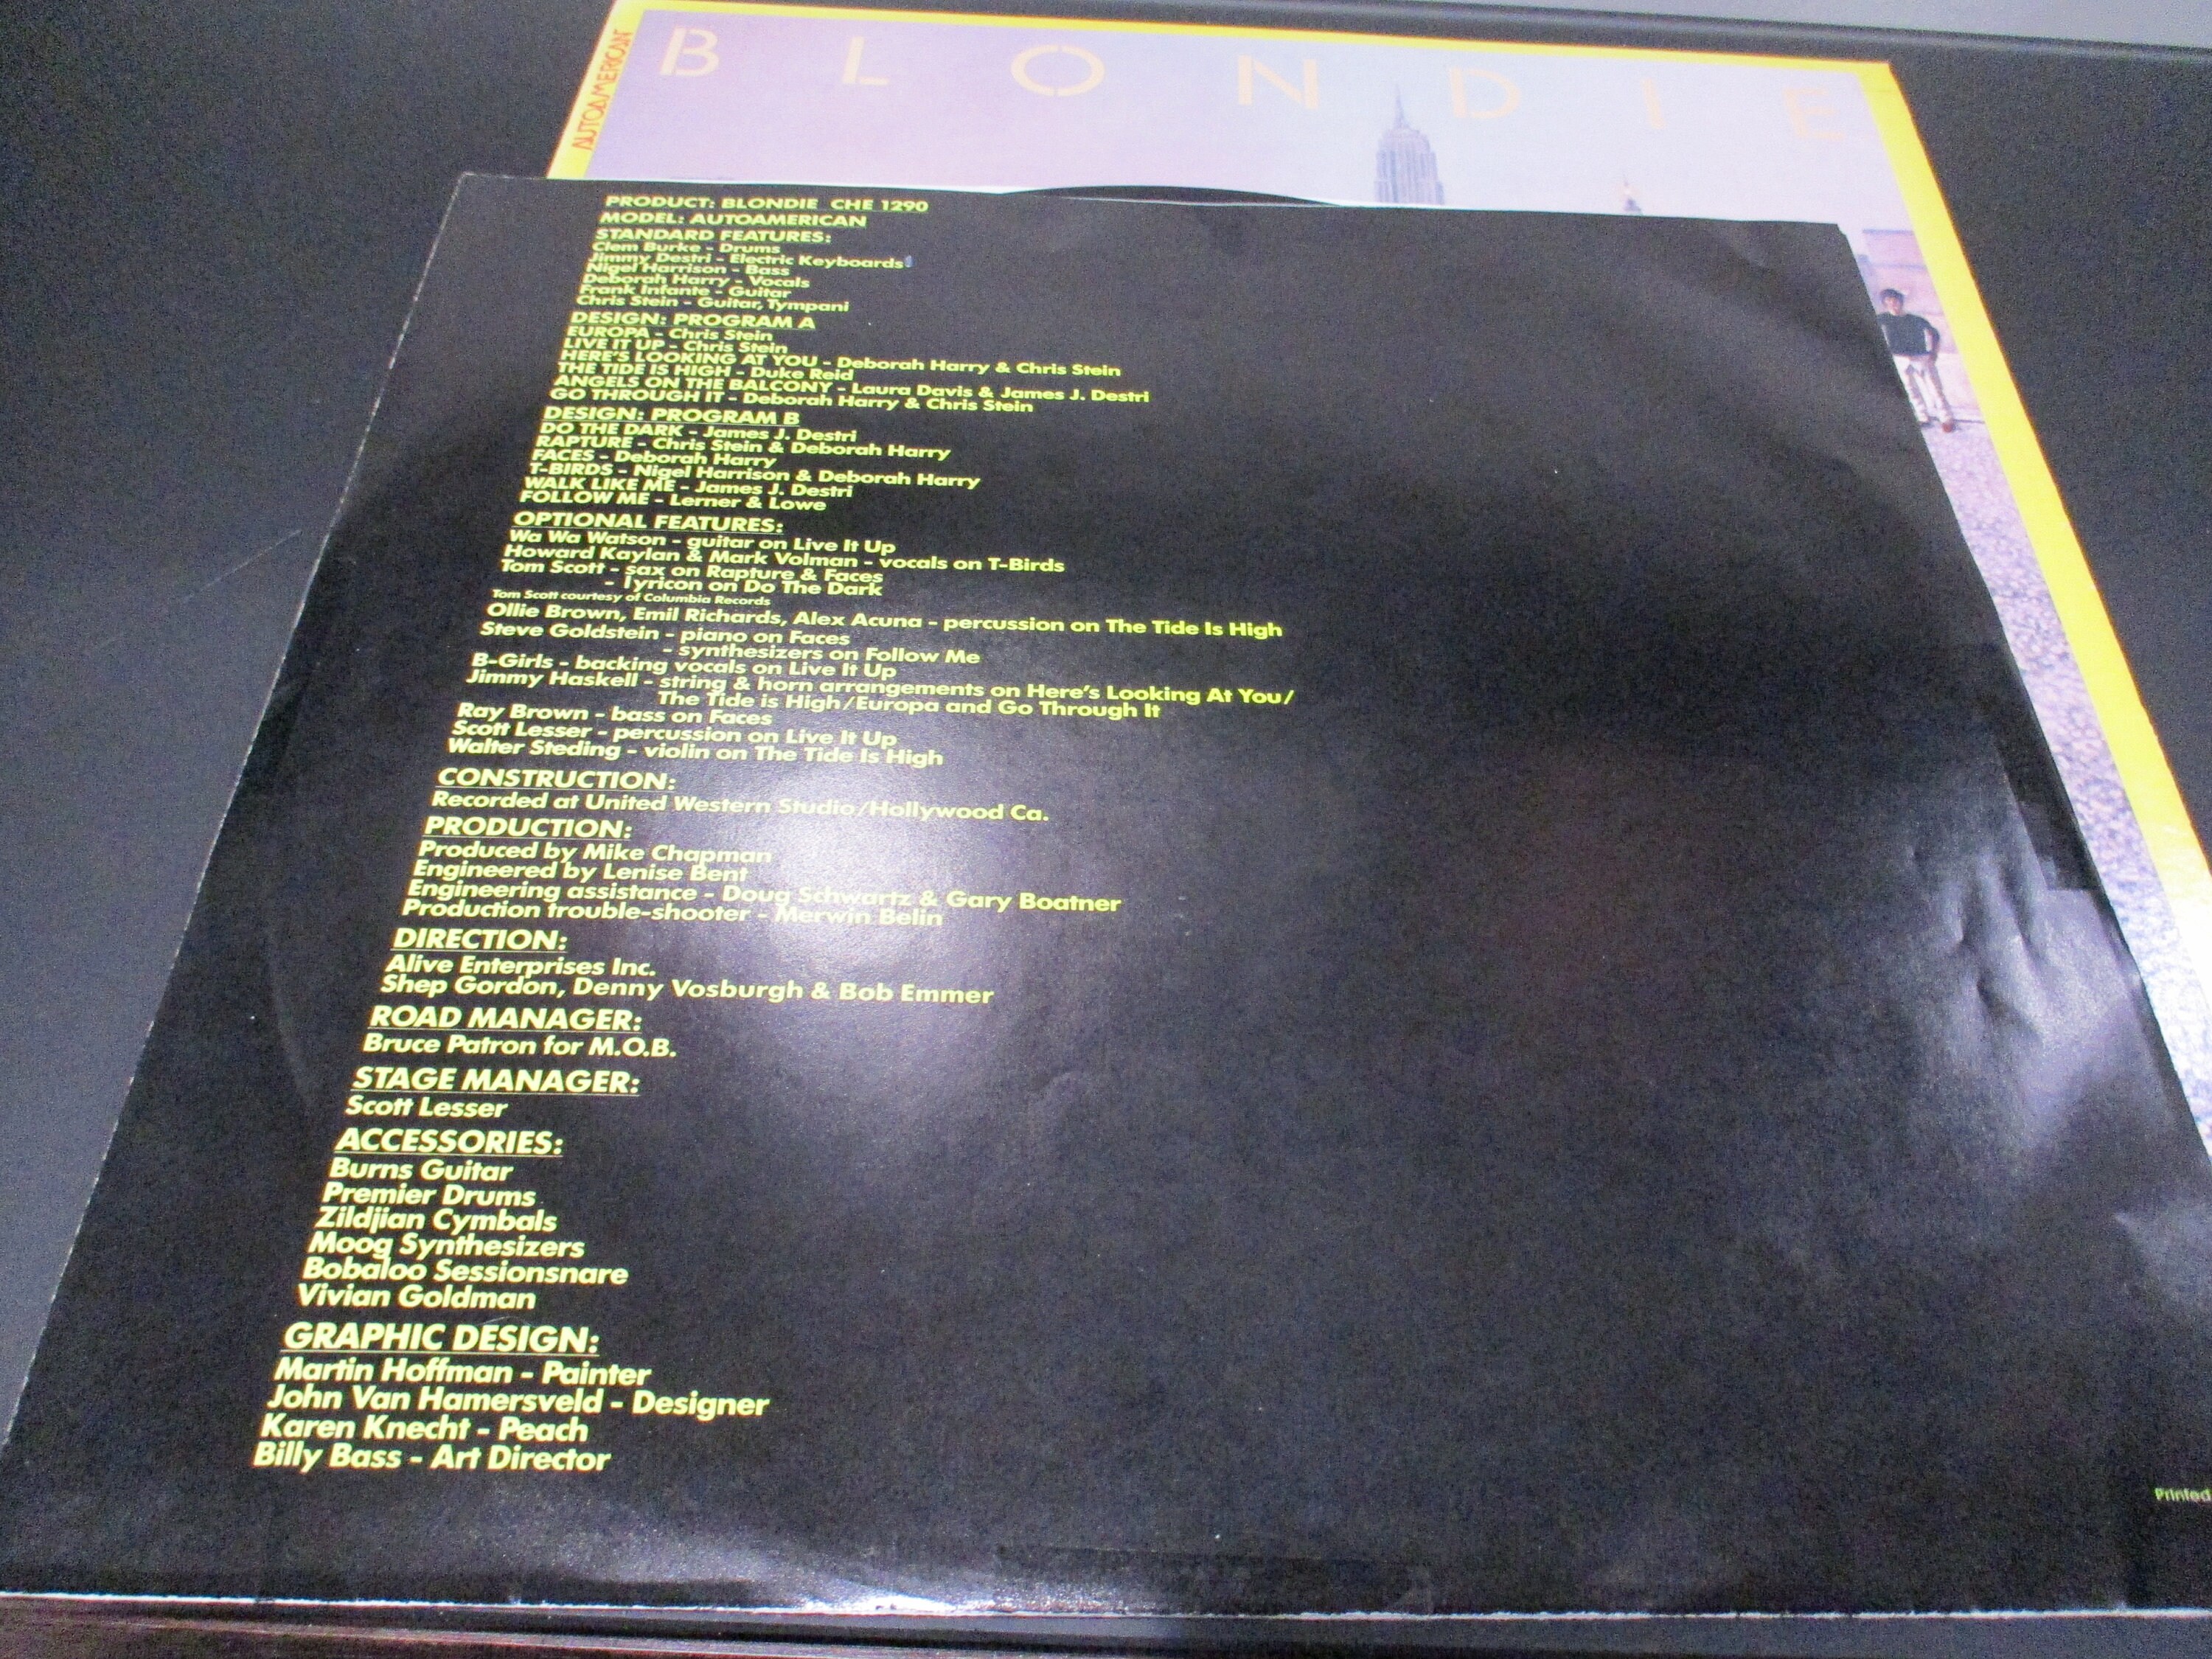 AUTOAMERICAN
BLONDIE
PRODUCT: BLONDIE CHE 1290
MODEL: AUTOAMERICAN
STANDARD FEATURES:
Clem Burke - Drums
Jimmy Destri - Electric Keyboards
Nigel Harrison - Bass
Deborah Harry - Vocals
Frank Infante - Guitar
Chris Stein - Guitar, Tympani
DESIGN: PROGRAM A
EUROPA - Chris Stein
LIVE IT UP - Chris Stein
HERE'S LOOKING AT YOU - Deborah Harry & Chris Stein
THE TIDE IS HIGH - Duke Reid
ANGELS ON THE BALCONY - Laura Davis & James J. Destri
GO THROUGH IT - Deborah Harry & Chris Stein
DESIGN: PROGRAM B
DO THE DARK - James J. Destri
RAPTURE - Chris Stein & Deborah Harry
FACES - Deborah Harry
T-BIRDS - Nigel Harrison & Deborah Harry
WALK LIKE ME - James J. Destri
FOLLOW ME - Lerner & Lowe
OPTIONAL FEATURES:
Wa Wa Watson - guitar on Live It Up
Howard Kaylan & Mark Volman - vocals on T-Birds
Tom Scott - sax on Rapture & Faces
- lyricon on Do The Dark
Tom Scott courtesy of Columbia Records
Ollie Brown, Emil Richards, Alex Acuna - percussion on The Tide Is High
Steve Goldstein - piano on Faces
- synthesizers on Follow Me
B-Girls - backing vocals on Live It Up
Jimmy Haskell - string & horn arrangements on Here's Looking At You/
The Tide is High/Europa and Go Through It
Ray Brown - bass on Faces
Scott Lesser - percussion on Live It Up
Walter Steding - violin on The Tide Is High
CONSTRUCTION:
Recorded at United Western Studio/Hollywood Ca.
PRODUCTION:
Produced by Mike Chapman
Engineered by Lenise Bent
Engineering assistance - Doug Schwartz & Gary Boatner
Production trouble-shooter - Merwin Belin
DIRECTION:
Alive Enterprises Inc.
Shep Gordon, Denny Vosburgh & Bob Emmer
ROAD MANAGER:
Bruce Patron for M.O.B.
STAGE MANAGER:
Scott Lesser
ACCESSORIES:
Burns Guitar
Premier Drums
Zildjian Cymbals
Moog Synthesizers
Bobaloo Sessionsnare
Vivian Goldman
GRAPHIC DESIGN:
Martin Hoffman - Painter
John Van Hamersveld - Designer
Karen Knecht - Peach
Billy Bass - Art Director
Printed